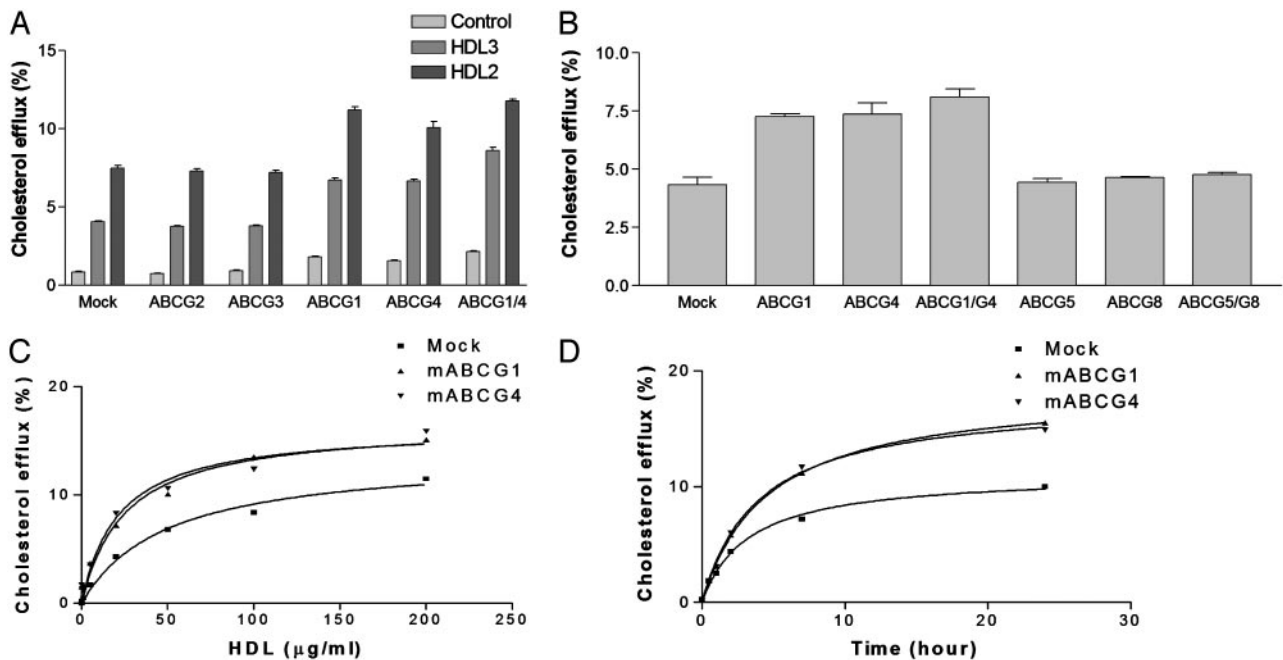 A
Control
HDL3
HDL2
Cholesterol efflux (%)
15
10
5
0
Mock ABCG2 ABCG3 ABCG1 ABCG4 ABCG1/4
B
Cholesterol efflux (%)
10.0
7.5
5.0
2.5
0.0
Mock ABCG1 ABCG4 ABCG1/G4 ABCG5 ABCG8 ABCG5/G8
C
Mock
mABCG1
mABCG4
Cholesterol efflux (%)
20
10
0
0 50 100 150 200 250
HDL (µg/ml)
D
Mock
mABCG1
mABCG4
Cholesterol efflux (%)
20
10
0
0 10 20 30
Time (hour)